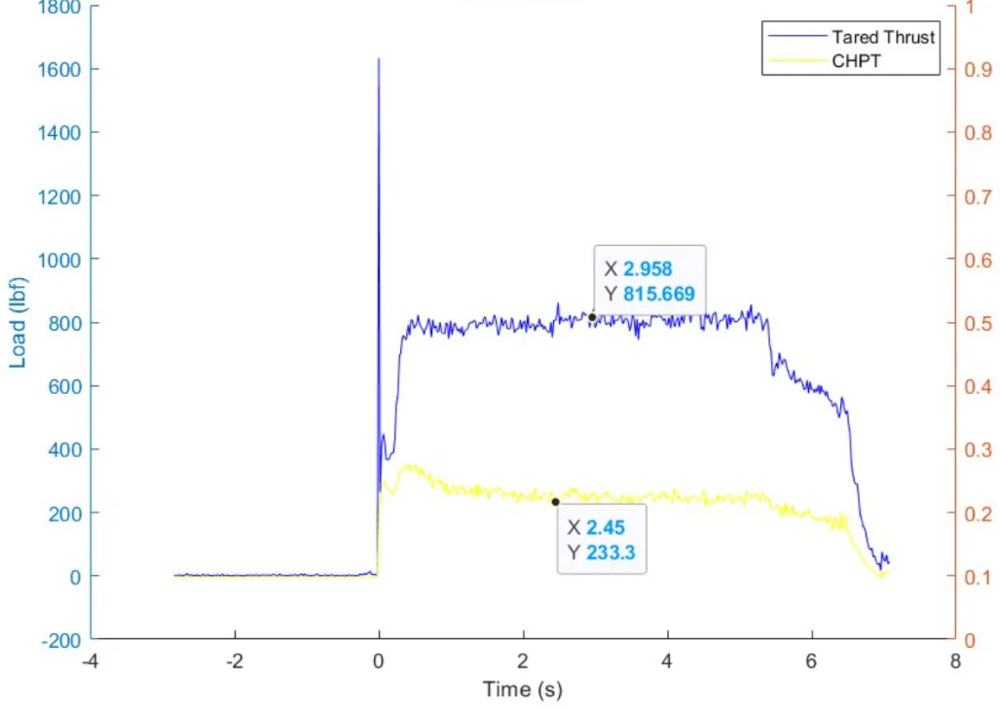 1800
1600
1400
1200
1000
800
600
400
200
0
-200
Load (lbf)
1
0.9
0.8
0.7
0.6
0.5
0.4
0.3
0.2
0.1
0
Tared Thrust
CHPT
X 2.958
Y 815.669
X 2.45
Y 233.3
-4 -2 0 2 4 6 8
Time (s)